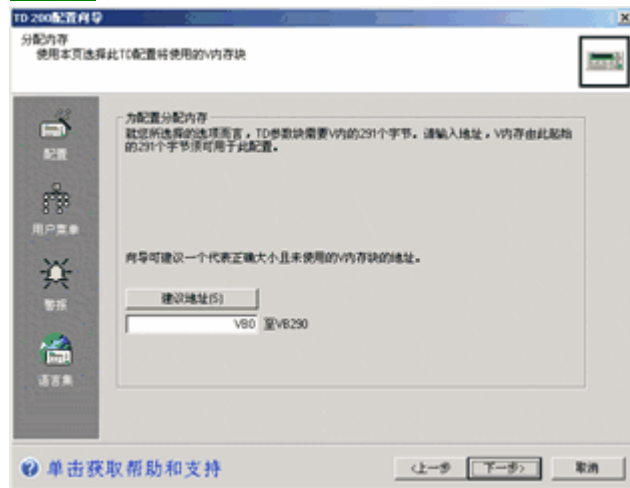 TD 200配置向导
分配内存
使用本页选择此TD配置将使用的V内存块
配置
用户菜单
警报
语言集
为配置分配内存
就您所选择的选项而言，TD参数块需要V内的291个字节。请输入地址，V内存由此起始
的291个字节须可用于此配置。
向导可建议一个代表正确大小且未使用的V内存块的地址。
建议地址(S)
VB0 至VB290
单击获取帮助和支持
<上一步 下一步> 取消